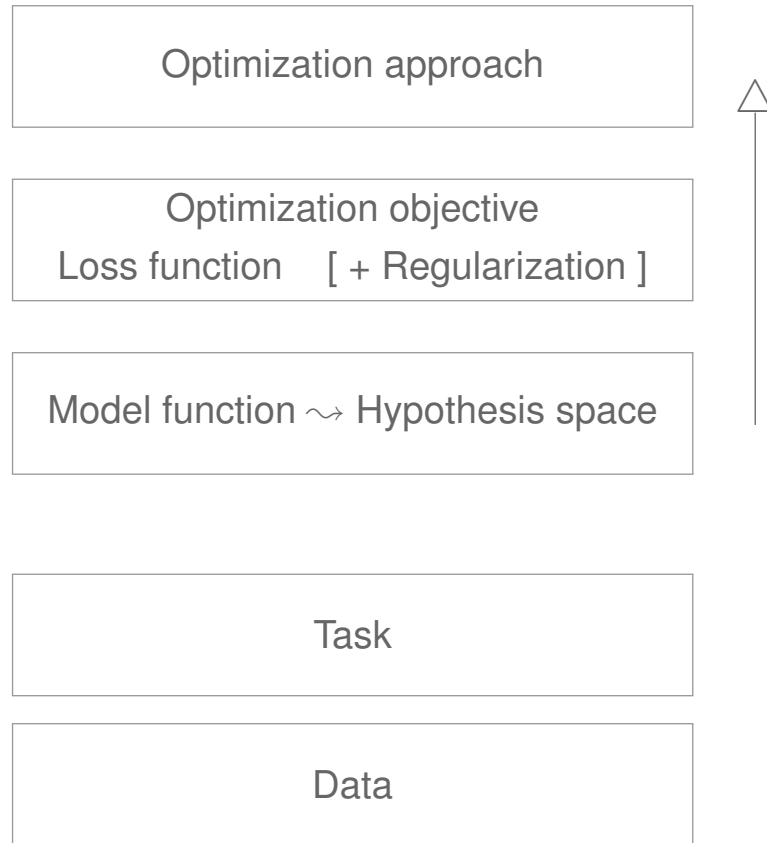 Optimization approach
Optimization objective
Loss function [ + Regularization ]
Model function ⤳ Hypothesis space
Task
Data